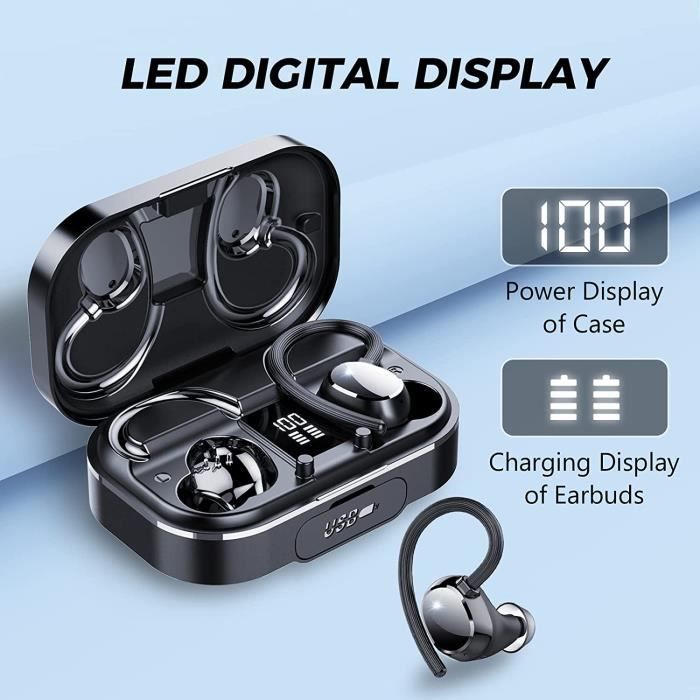 LED DIGITAL DISPLAY
100
Power Display
of Case
Charging Display
of Earbuds
L
USB